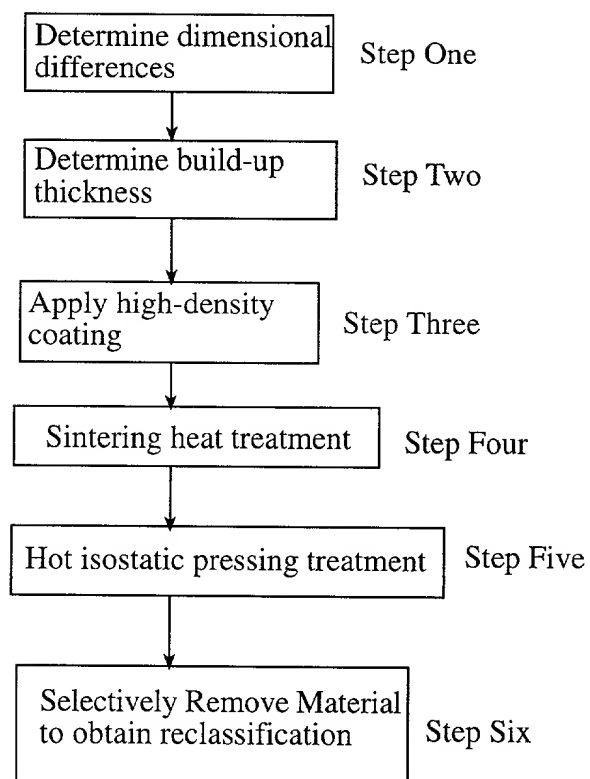 Determine dimensional
differences
Step One
Determine build-up
thickness
Step Two
Apply high-density
coating
Step Three
Sintering heat treatment
Step Four
Hot isostatic pressing treatment
Step Five
Selectively Remove Material
to obtain reclassification
Step Six